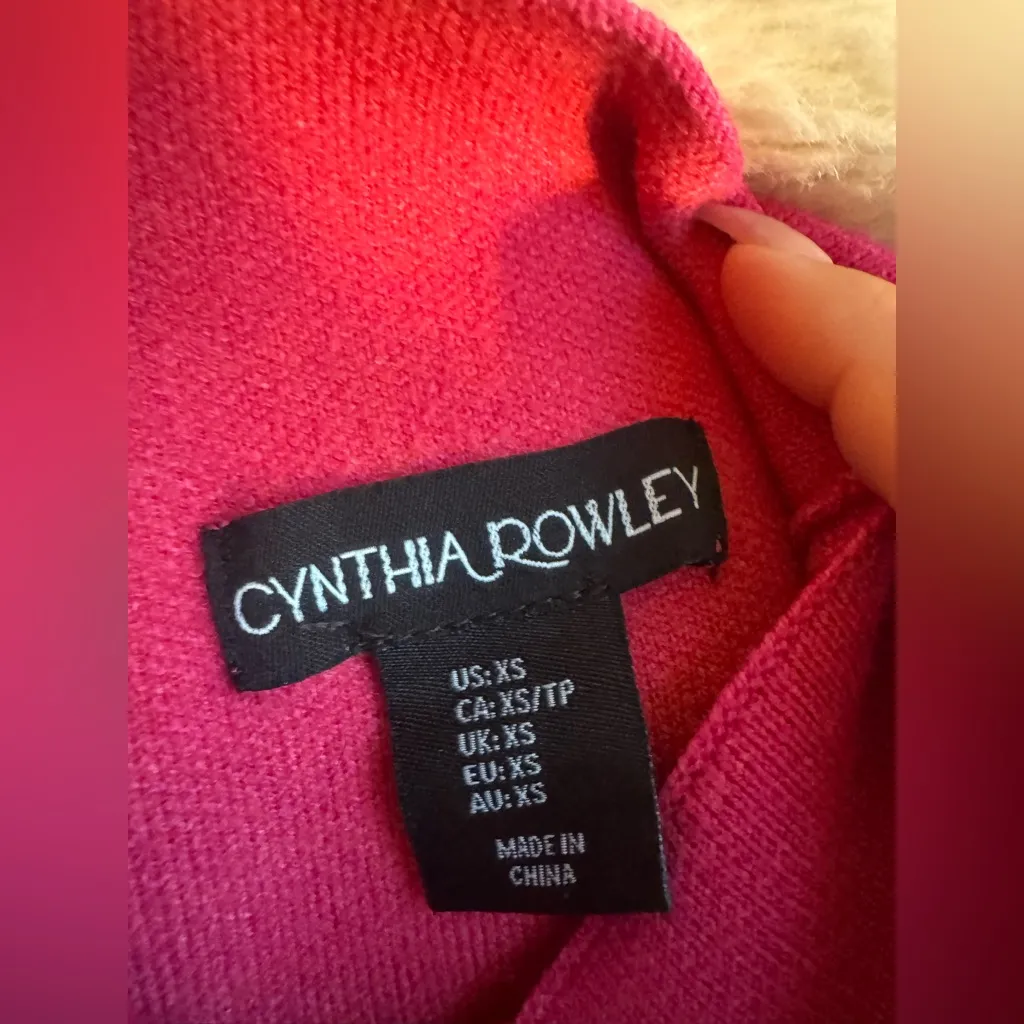 CYNTHIA ROWLEY
US: XS
CA: XS/TP
UK: XS
EU: XS
AU: XS
MADE IN
CHINA